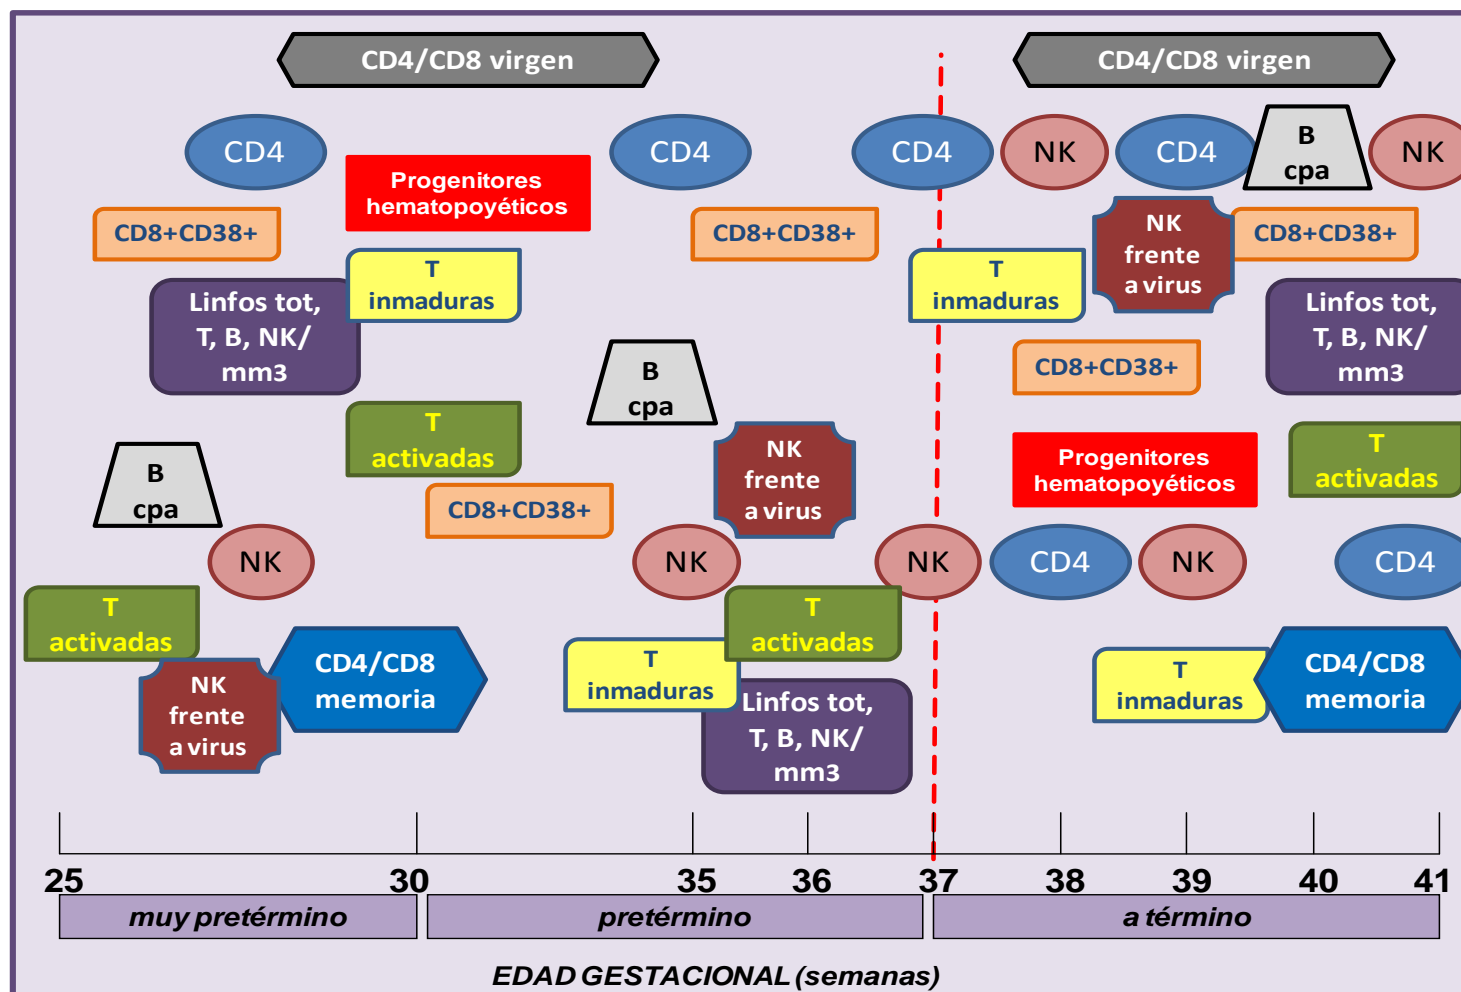 CD4/CD8 virgen
CD4/CD8 virgen
CD4
CD4
CD4
NK
CD4
B
cpa
NK
Progenitores
hematopoyéticos
CD8+CD38+
CD8+CD38+
NK
frente
a virus
CD8+CD38+
T
inmaduras
T
inmaduras
Linfos tot,
T, B, NK/
mm3
Linfos tot,
T, B, NK/
mm3
B
cpa
CD8+CD38+
T
activadas
NK
frente
a virus
Progenitores
hematopoyéticos
T
activadas
B
cpa
CD8+CD38+
NK
NK
NK
CD4
NK
CD4
T
activadas
T
activadas
CD4/CD8
memoria
T
inmaduras
T
inmaduras
CD4/CD8
memoria
NK
frente
a virus
Linfos tot,
T, B, NK/
mm3
25 30 35 36 37 38 39 40 41
muy pretérmino pretérmino a término
EDAD GESTACIONAL (semanas)